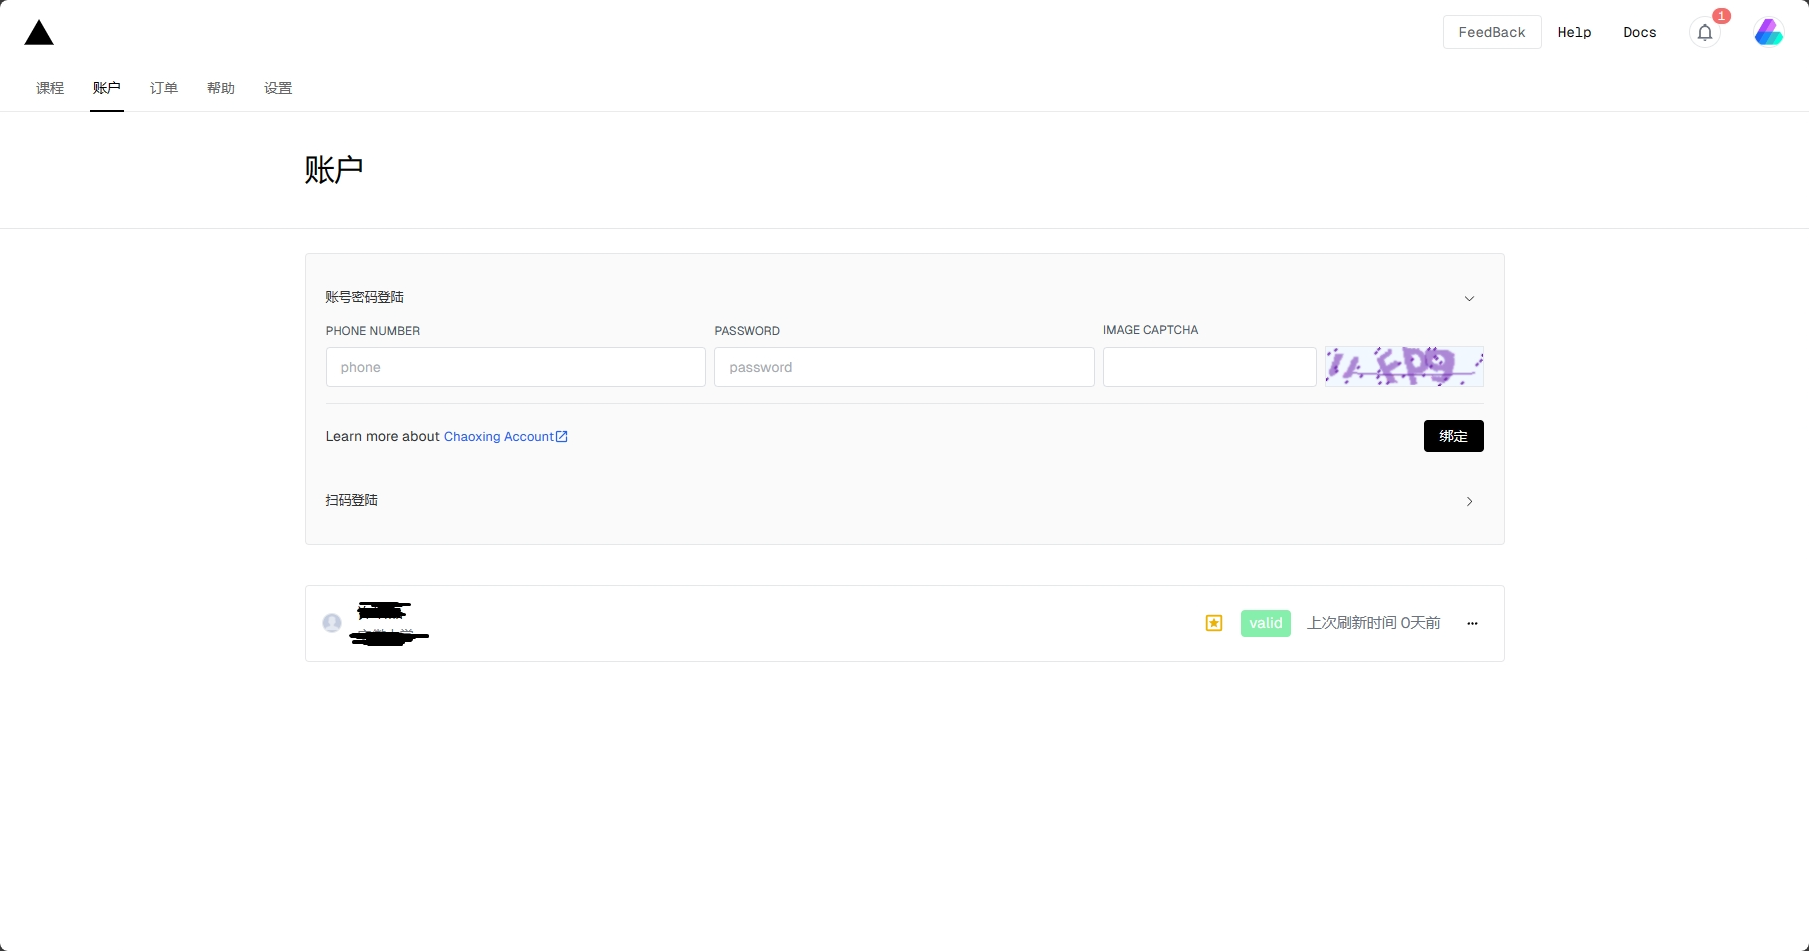 FeedBack Help Docs 1
课程 账户 订单 帮助 设置
账户
账号密码登陆
PHONE NUMBER PASSWORD IMAGE CAPTCHA
phone password
Learn more about Chaoxing Account 绑定
扫码登陆
valid 上次刷新时间 0天前